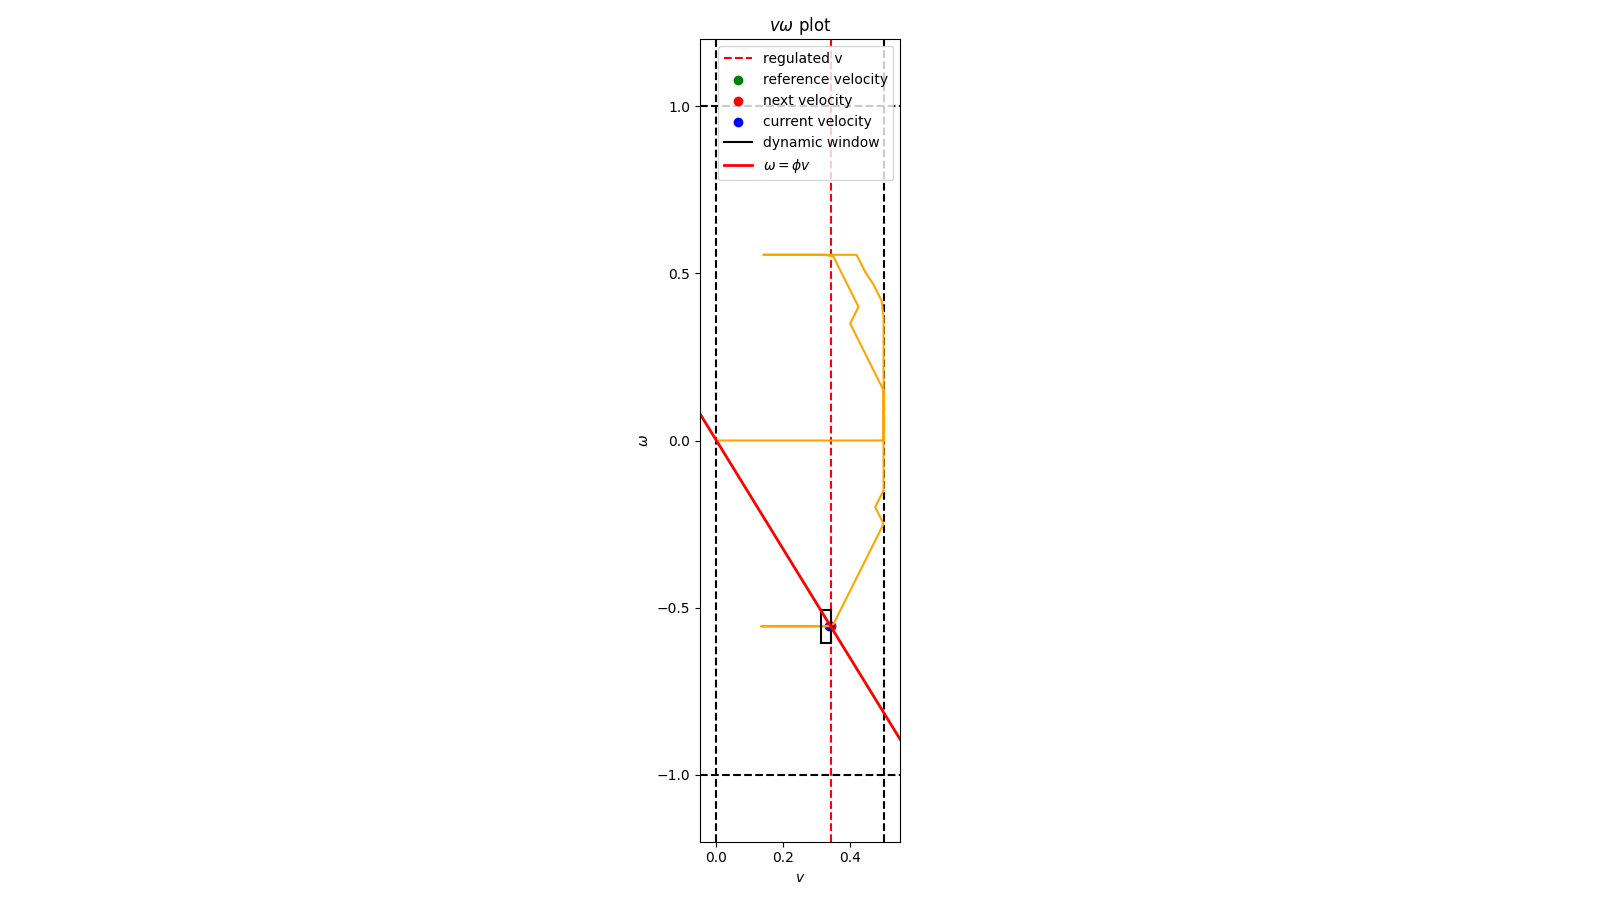 vω plot
regulated v
reference velocity
next velocity
current velocity
dynamic window
ω = ϕv
1.0
0.5
0.0
−0.5
−1.0
ω
0.0 0.2 0.4
v